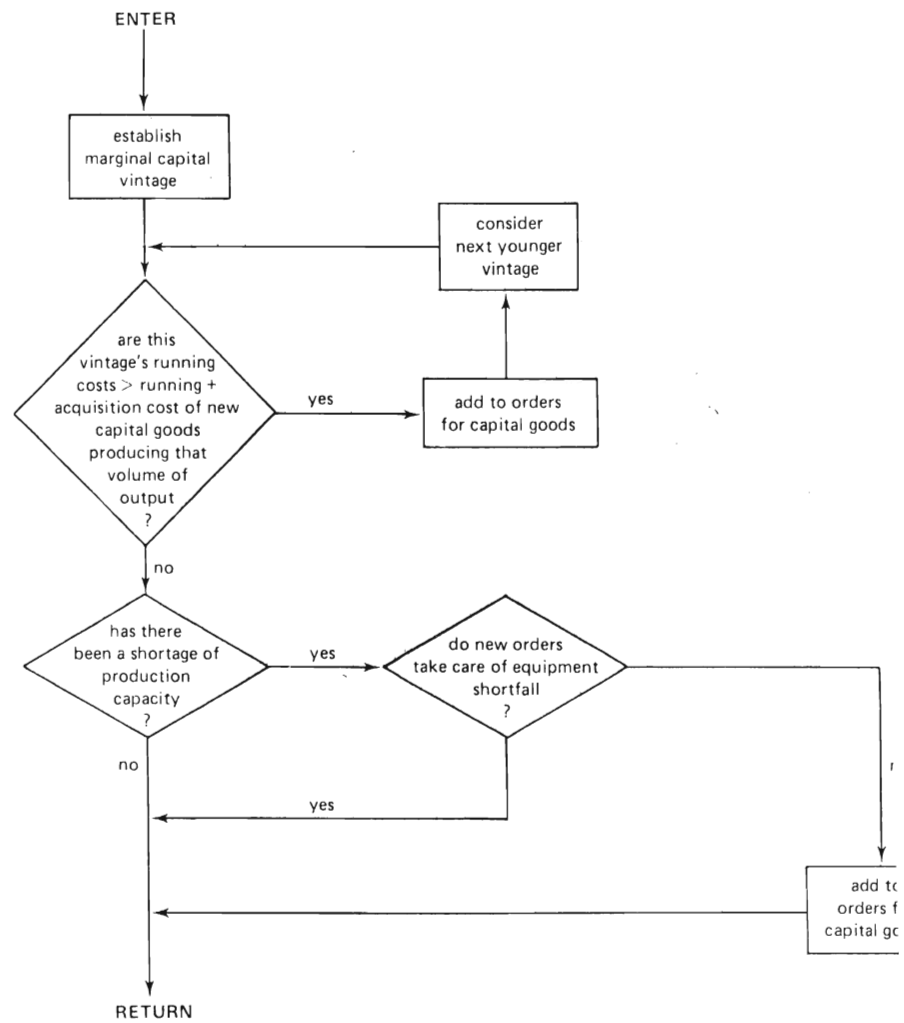 ENTER
establish
marginal capital
vintage
consider
next younger
vintage
are this
vintage's running
costs > running +
acquisition cost of new
capital goods
producing that
volume of
output
?
yes
add to orders
for capital goods
no
has there
been a shortage of
production
capacity
?
yes
do new orders
take care of equipment
shortfall
?
no
yes
add
orders
capital
RETURN